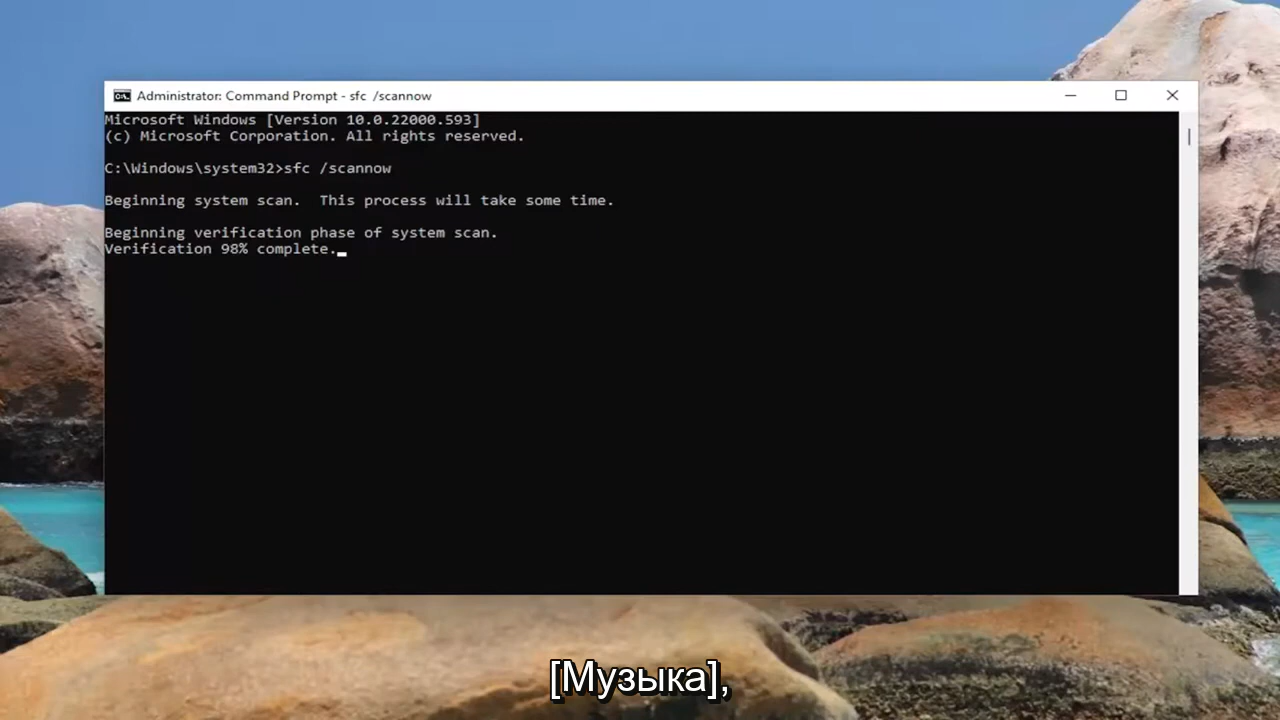 Administrator: Command Prompt - sfc /scannow
Microsoft Windows [Version 10.0.22000.593]
(c) Microsoft Corporation. All rights reserved.
C:\Windows\system32>sfc /scannow
Beginning system scan.  This process will take some time.
Beginning verification phase of system scan.
Verification 98% complete.
[Музыка],